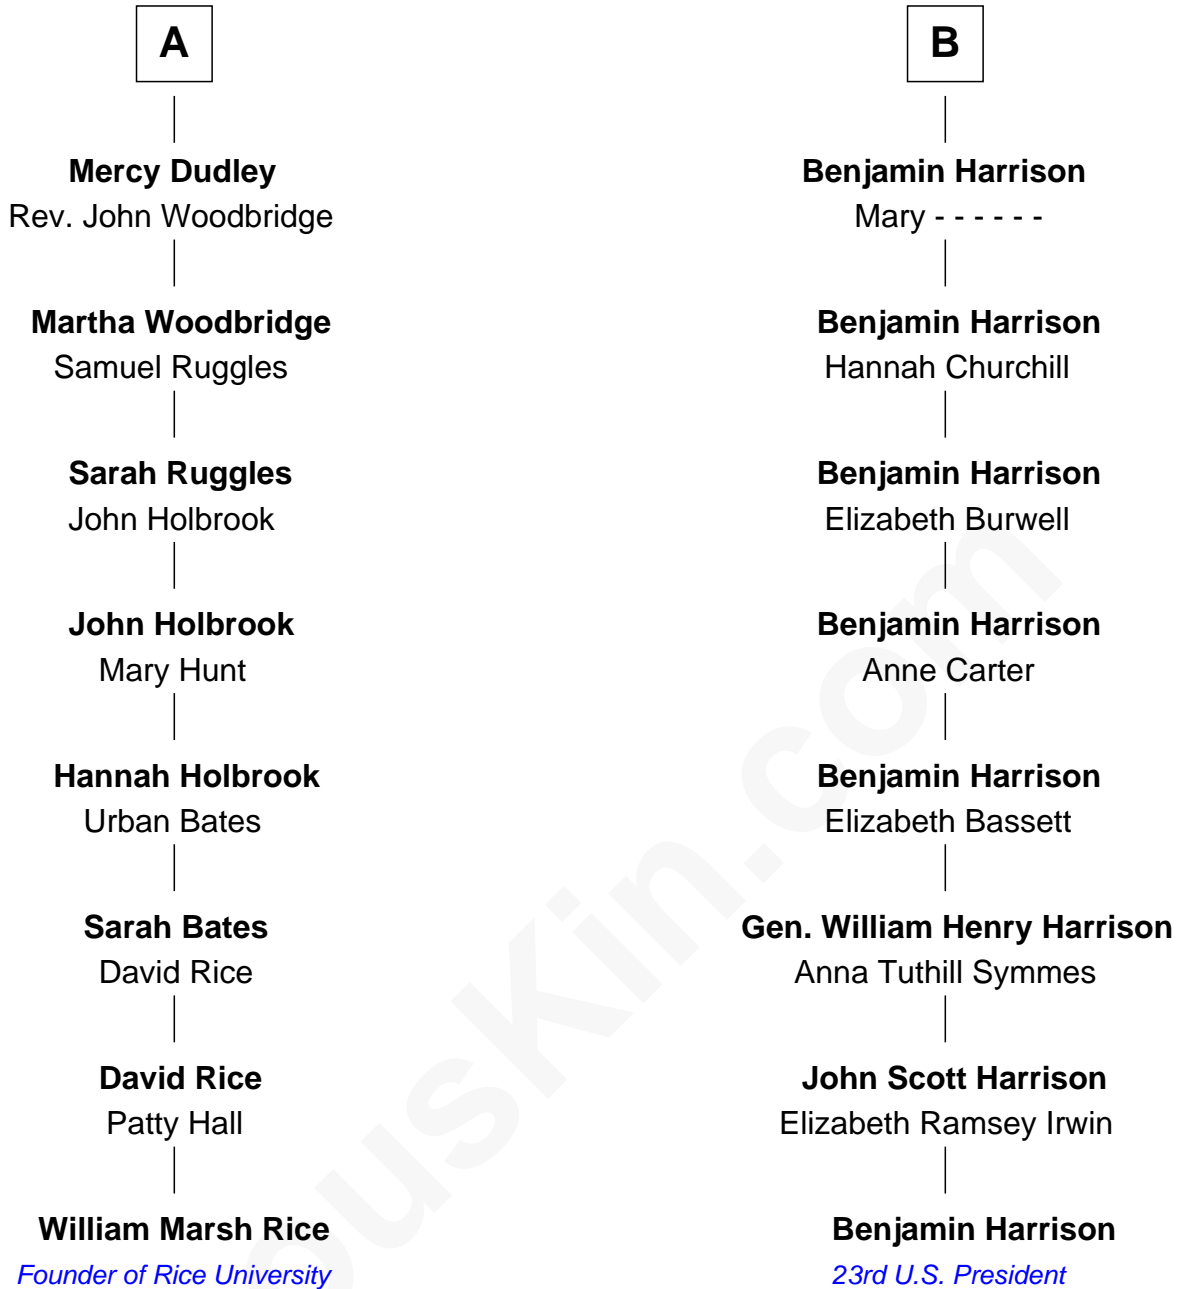 A
Mercy Dudley
Rev. John Woodbridge
Martha Woodbridge
Samuel Ruggles
Sarah Ruggles
John Holbrook
John Holbrook
Mary Hunt
Hannah Holbrook
Urban Bates
Sarah Bates
David Rice
David Rice
Patty Hall
William Marsh Rice
Founder of Rice University
B
Benjamin Harrison
Mary - - - - - -
Benjamin Harrison
Hannah Churchill
Benjamin Harrison
Elizabeth Burwell
Benjamin Harrison
Anne Carter
Benjamin Harrison
Elizabeth Bassett
Gen. William Henry Harrison
Anna Tuthill Symmes
John Scott Harrison
Elizabeth Ramsey Irwin
Benjamin Harrison
23rd U.S. President
ousKin.com